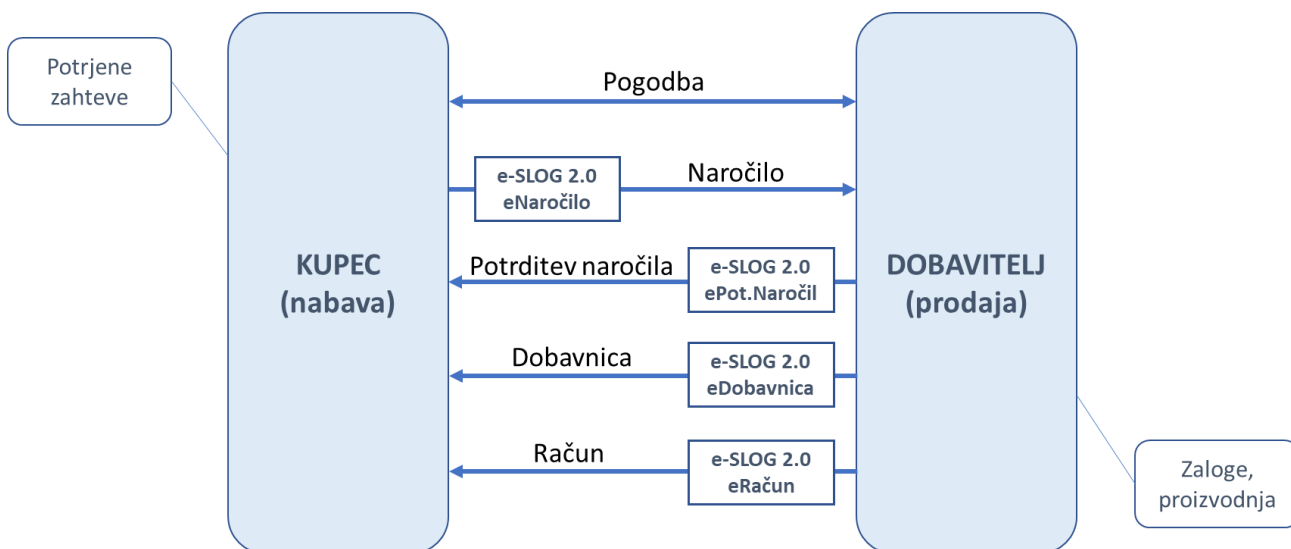 Potrjene
zahteve
KUPEC
(nabava)
Pogodba
e-SLOG 2.0
eNaročilo
Naročilo
Potrditev naročila
e-SLOG 2.0
ePot.Naročil
Dobavnica
e-SLOG 2.0
eDobavnica
Račun
e-SLOG 2.0
eRačun
DOBAVITELJ
(prodaja)
Zaloge,
proizvodnja